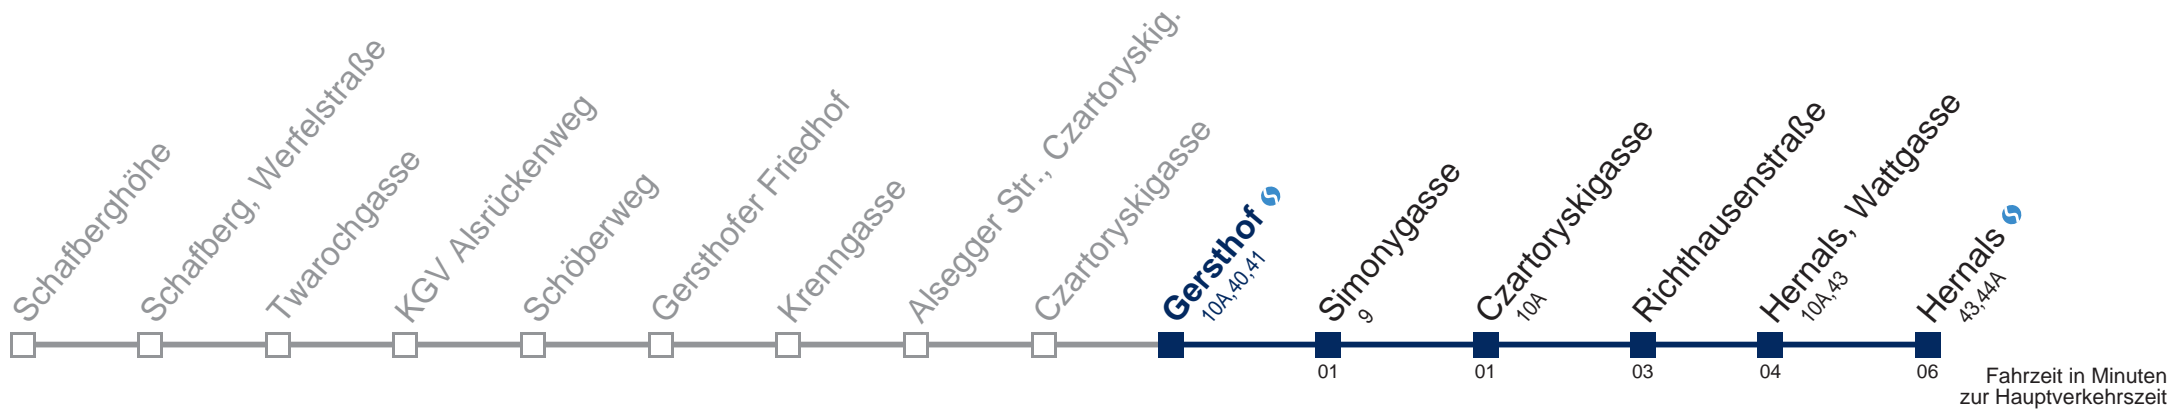 Schafberghöhe
Schafberg, Werfelstraße
Twarochgasse
KGV Alsrückenweg
Schöberweg
Gersthofer Friedhof
Krenngasse
Alsegger Str., Czartoryskig.
Czartoryskigasse
Gersthof
10A,40,41
Simonygasse
9
Czartoryskigasse
10A
Richthausenstraße
Hernals, Wattgasse
10A,43
Hernals
43,44A
01
01
03
04
06
Fahrzeit in Minuten
zur Hauptverkehrszeit